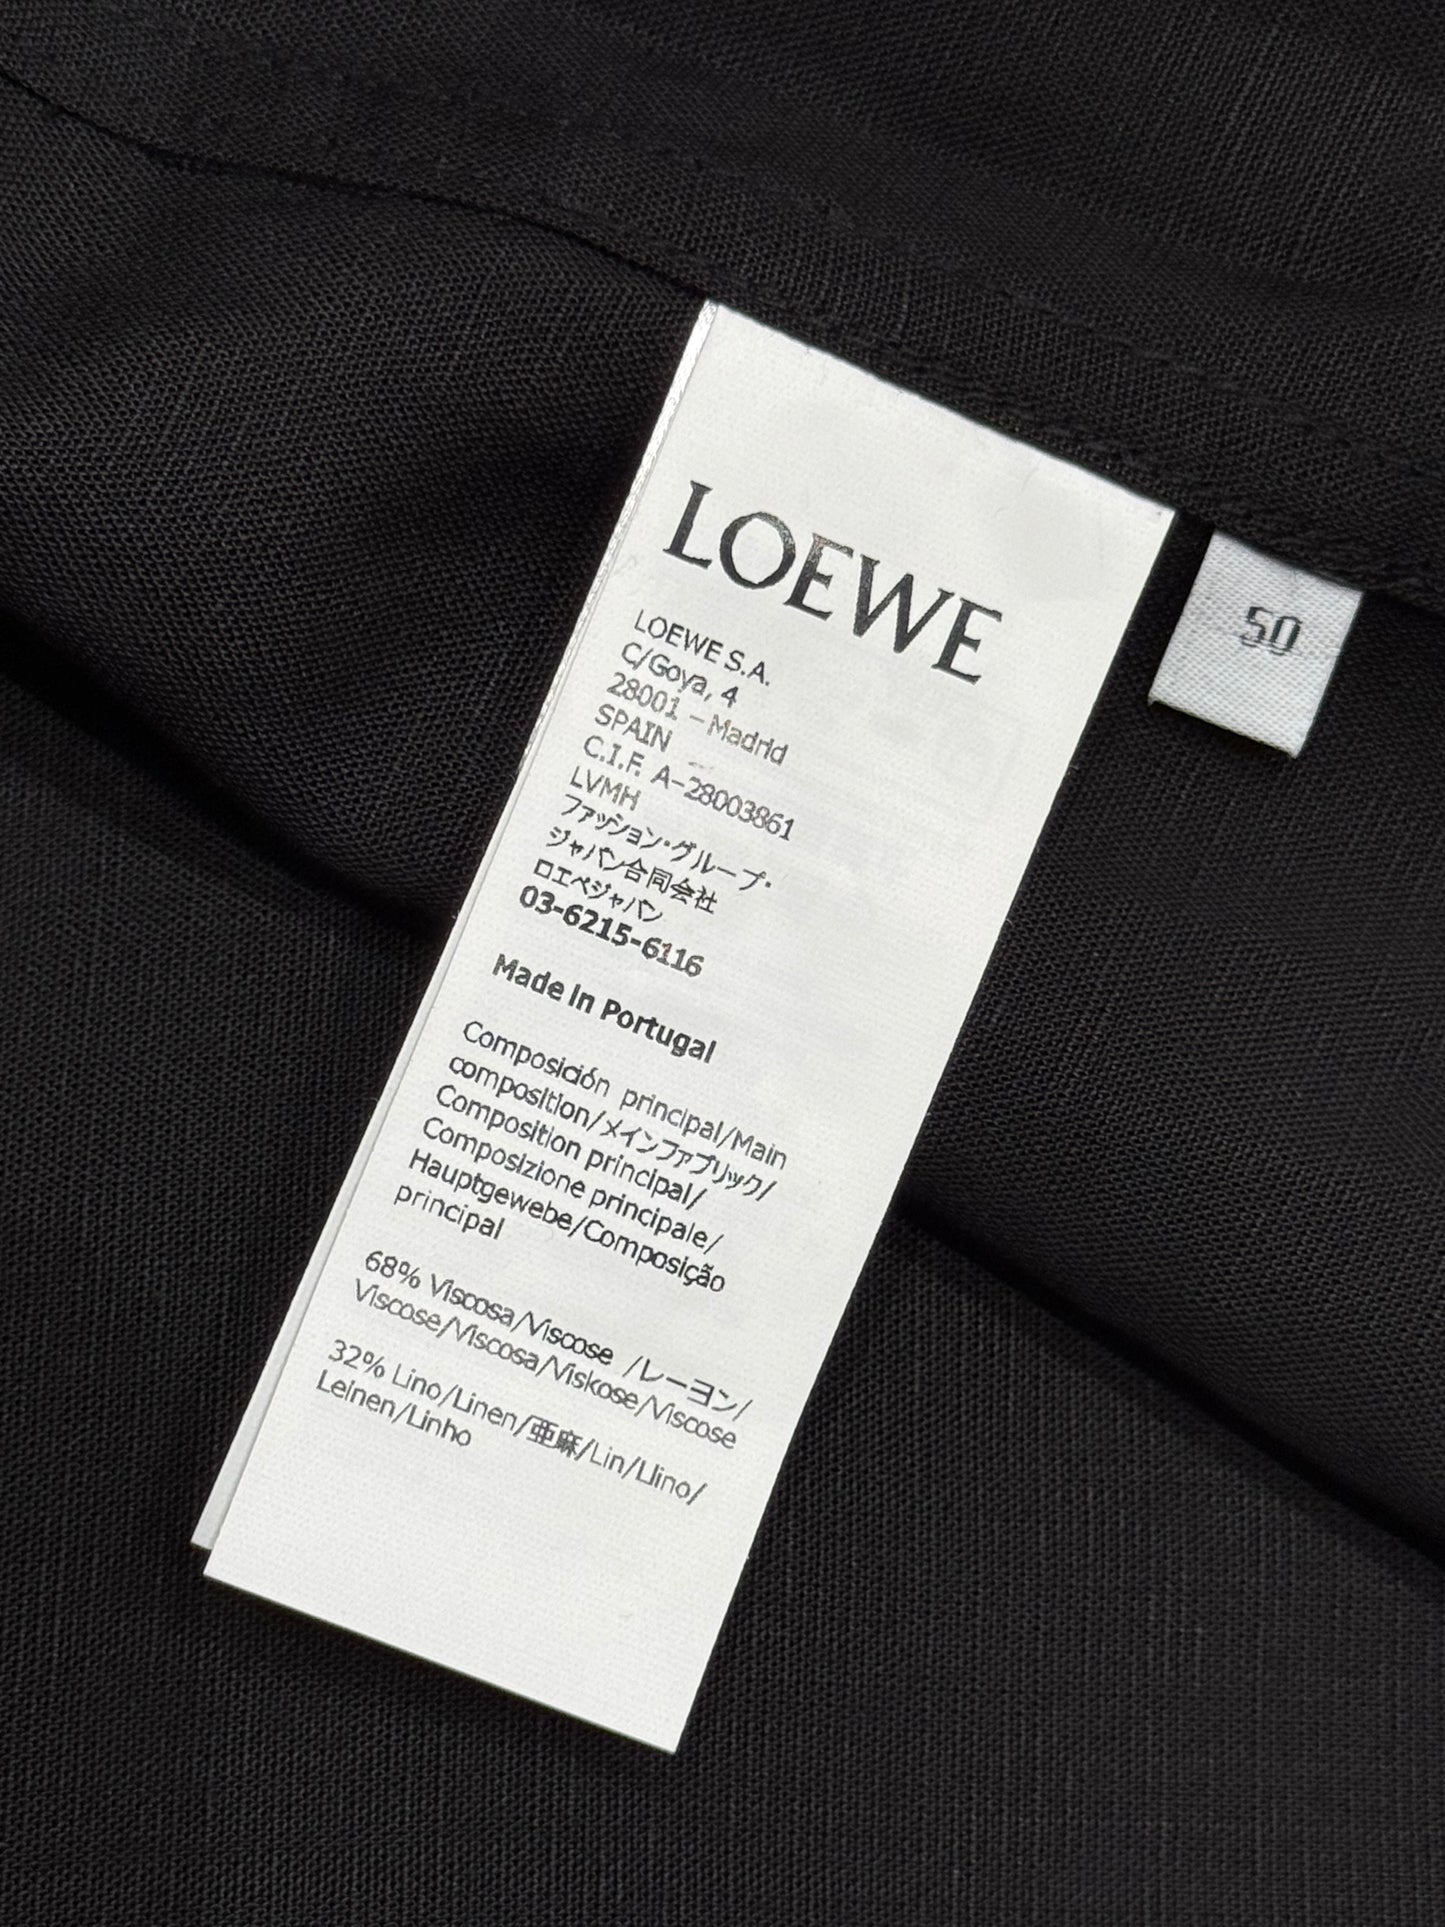 LOEWE
LOEWE S.A.
C/Goya, 4
28001 – Madrid
SPAIN
C.I.F. A-28003861
LVMH
ファッション・グループ・
ジャパン合同会社
ロエベジャパン
03-6215-6116
Made in Portugal
Composición principal/Main
composition/メインファブリック/
Composition principal/
Composizione principale/
Hauptgewebe/Composição
principal
68% Viscosa/Viscose /レーヨン/
Viscose/Viscosa/Viskose/Viscose
32% Lino/Linen/亜麻/Lin/Llino/
Leinen/Linho
50